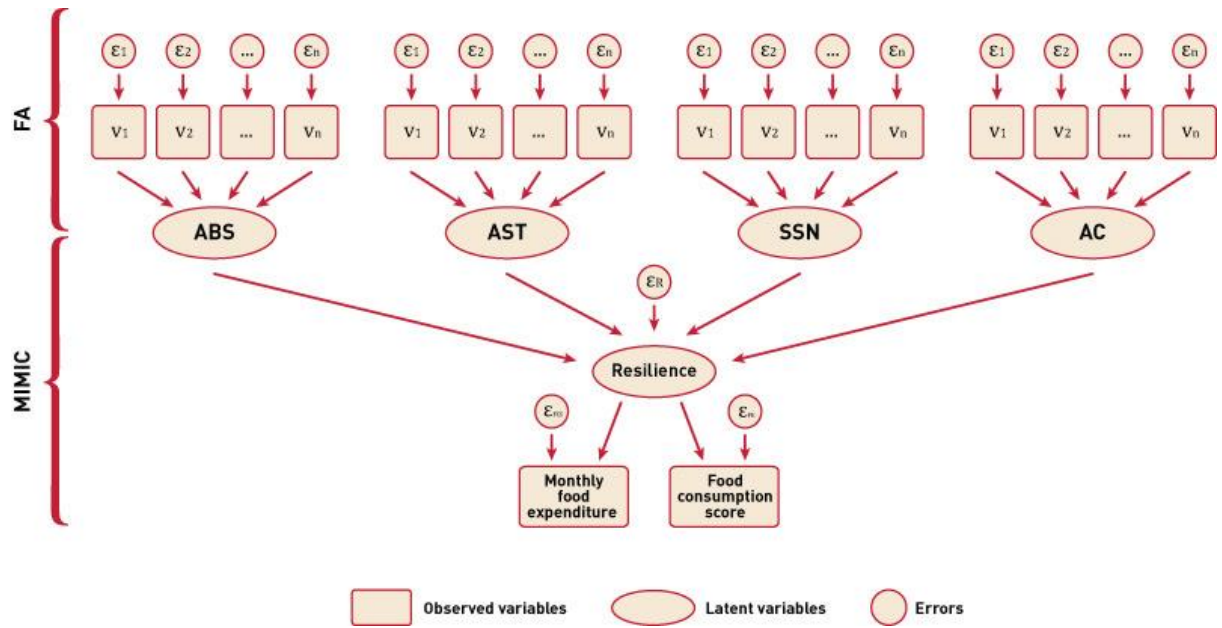 FA
ε1 ε2 ... εn ε1 ε2 ... εn ε1 ε2 ... εn ε1 ε2 ... εn
V1 V2 ... Vn V1 V2 ... Vn V1 V2 ... Vn V1 V2 ... Vn
ABS AST SSN AC
MIMIC
εR
Resilience
Monthly
food
expenditure
Food
consumption
score
Observed variables
Latent variables
Errors